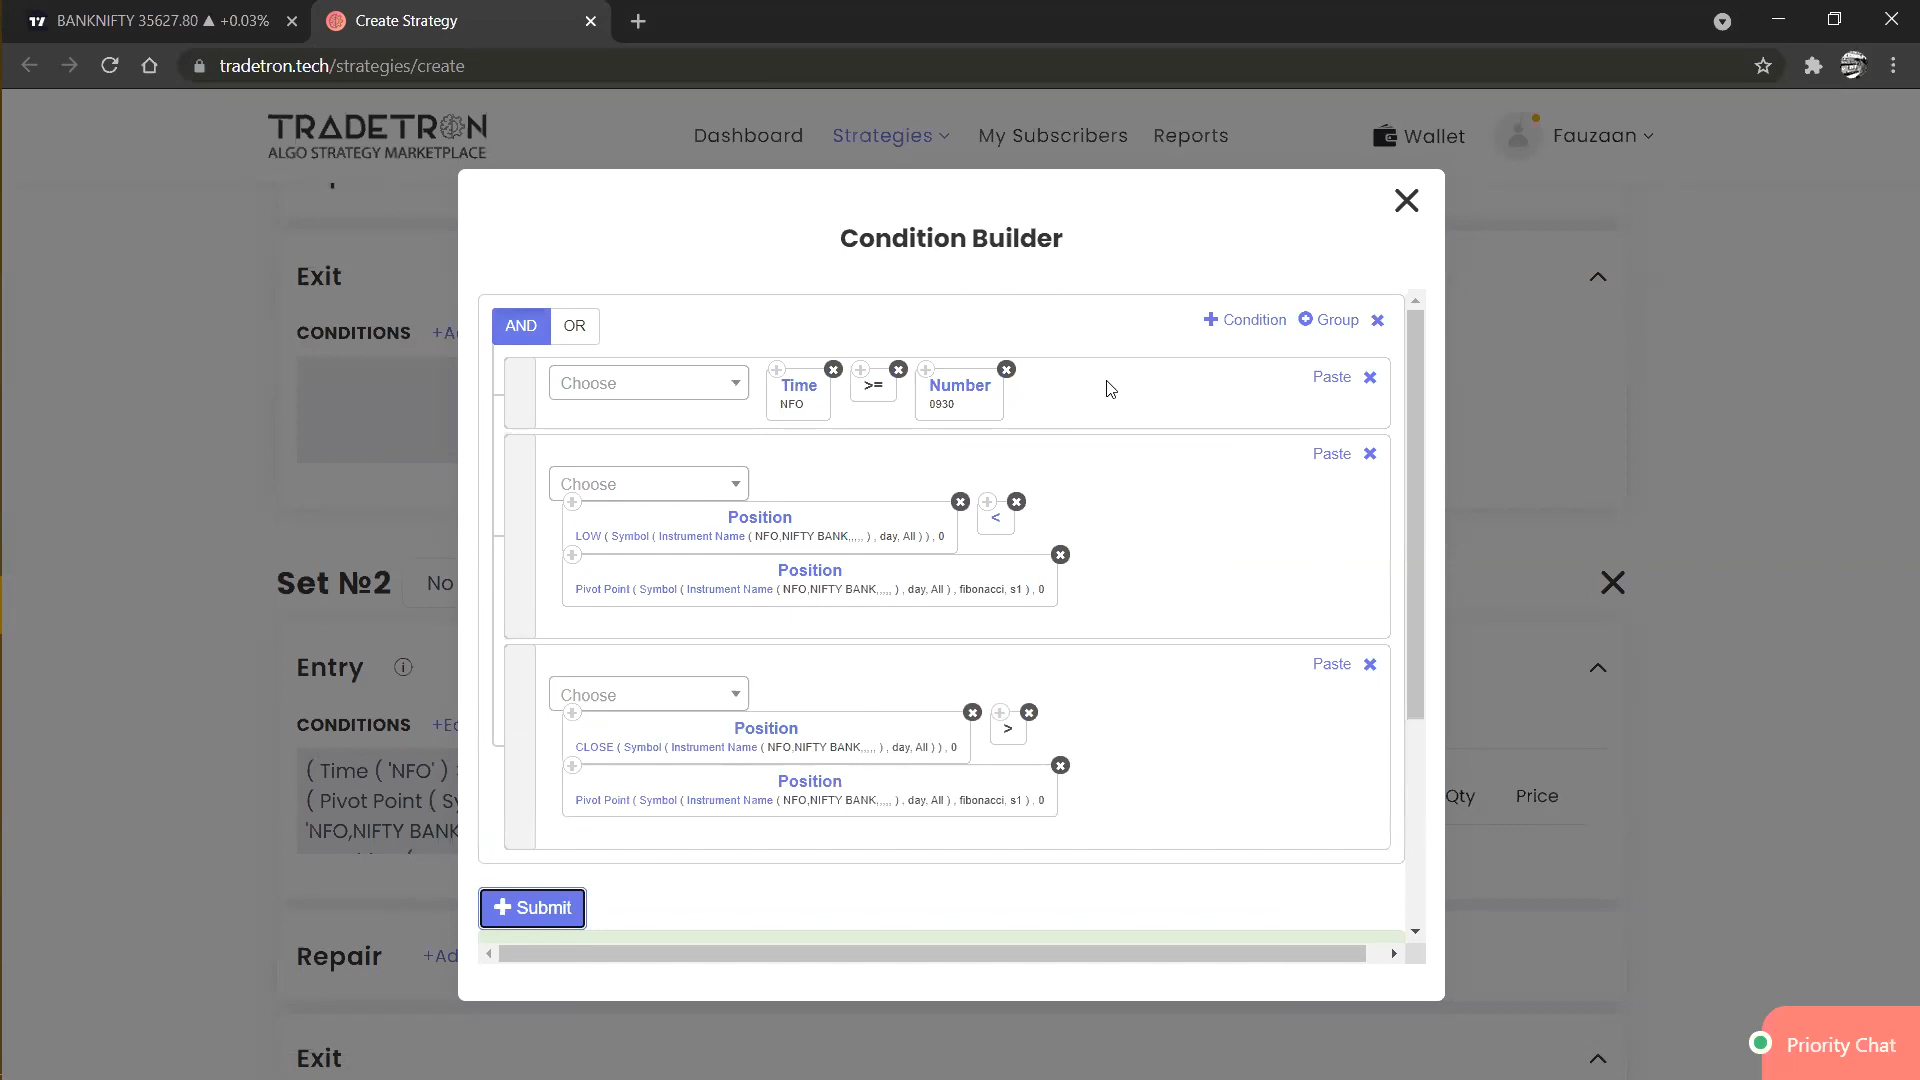 BANKNIFTY 35627.80 ▲ +0.03%
Create Strategy
tradetron.tech/strategies/create
TRADETRON
ALGO STRATEGY MARKETPLACE
Dashboard
Strategies
My Subscribers
Reports
Wallet
Fauzaan
Condition Builder
AND
OR
+ Condition
Group
Choose
Time
NFO
>=
Number
0930
Paste
Choose
Position
LOW ( Symbol ( Instrument Name ( NFO,NIFTY BANK,,,,, ) , day, All ) ) , 0
<
Position
Pivot Point ( Symbol ( Instrument Name ( NFO,NIFTY BANK,,,,, ) , day, All ) , fibonacci, s1 ) , 0
Paste
Choose
Position
CLOSE ( Symbol ( Instrument Name ( NFO,NIFTY BANK,,,,, ) , day, All ) ) , 0
>
Position
Pivot Point ( Symbol ( Instrument Name ( NFO,NIFTY BANK,,,,, ) , day, All ) , fibonacci, s1 ) , 0
Paste
+ Submit
Exit
CONDITIONS
Set №2
No
Entry
CONDITIONS
( Time ( 'NFO' )
( Pivot Point (
'NFO,NIFTY BANK
Qty
Price
Repair
Exit
Priority Chat